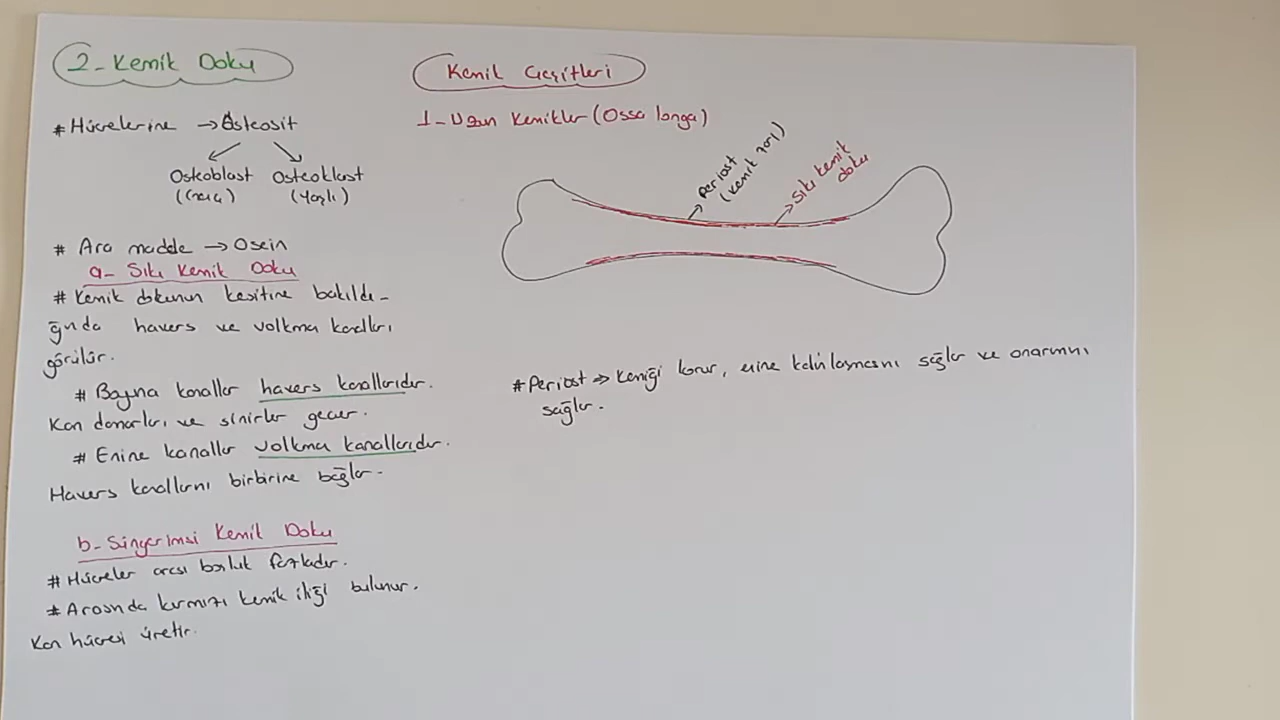 2- Kemik Doku
# Hücrelerine → Osteosit
Osteoblast Osteoklast
(Genç) (Yaşlı)
# Ara madde → Osein
a- Sıkı Kemik Doku
# Kemik dokunun kesitine bakıldı-
ğında havers ve volkman kanalları
görülür.
# Boyuna kanallar havers kanallarıdır.
Kan damarları ve sinirler geçer.
# Enine kanallar volkman kanallarıdır.
Havers kanallarını birbirine bağlar.
b- Süngerimsi Kemik Doku
# Hücreler arası boşluk fazladır.
# Arasında kırmızı kemik iliği bulunur.
Kan hücresi üretir.
Kemik Çeşitleri
1- Uzun Kemikler (Ossa longa)
Periost
(kemik zarı)
Sıkı kemik
doku
# Periost → Kemiği korur, enine kalınlaşmasını sağlar ve onarımını
sağlar.